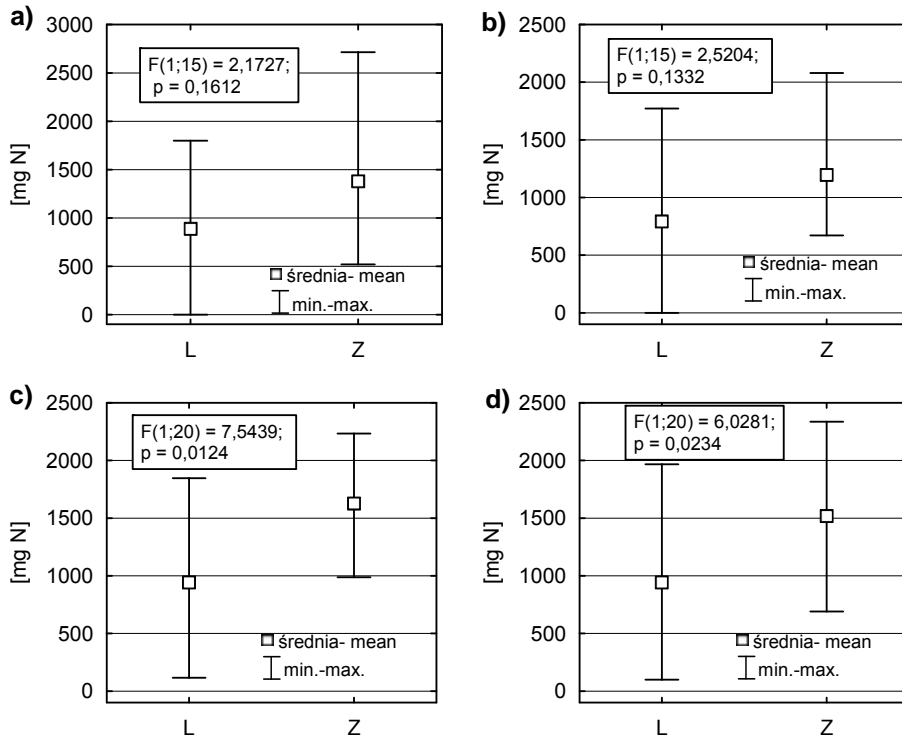 a)
3000
2500
2000
1500
1000
500
0
[mg N]
F(1;15) = 2,1727;
p = 0,1612
średnia- mean
min.-max.
L Z
b)
2500
2000
1500
1000
500
0
[mg N]
F(1;15) = 2,5204;
p = 0,1332
średnia- mean
min.-max.
L Z
c)
2500
2000
1500
1000
500
0
[mg N]
F(1;20) = 7,5439;
p = 0,0124
średnia- mean
min.-max.
L Z
d)
2500
2000
1500
1000
500
0
[mg N]
F(1;20) = 6,0281;
p = 0,0234
średnia- mean
min.-max.
L Z